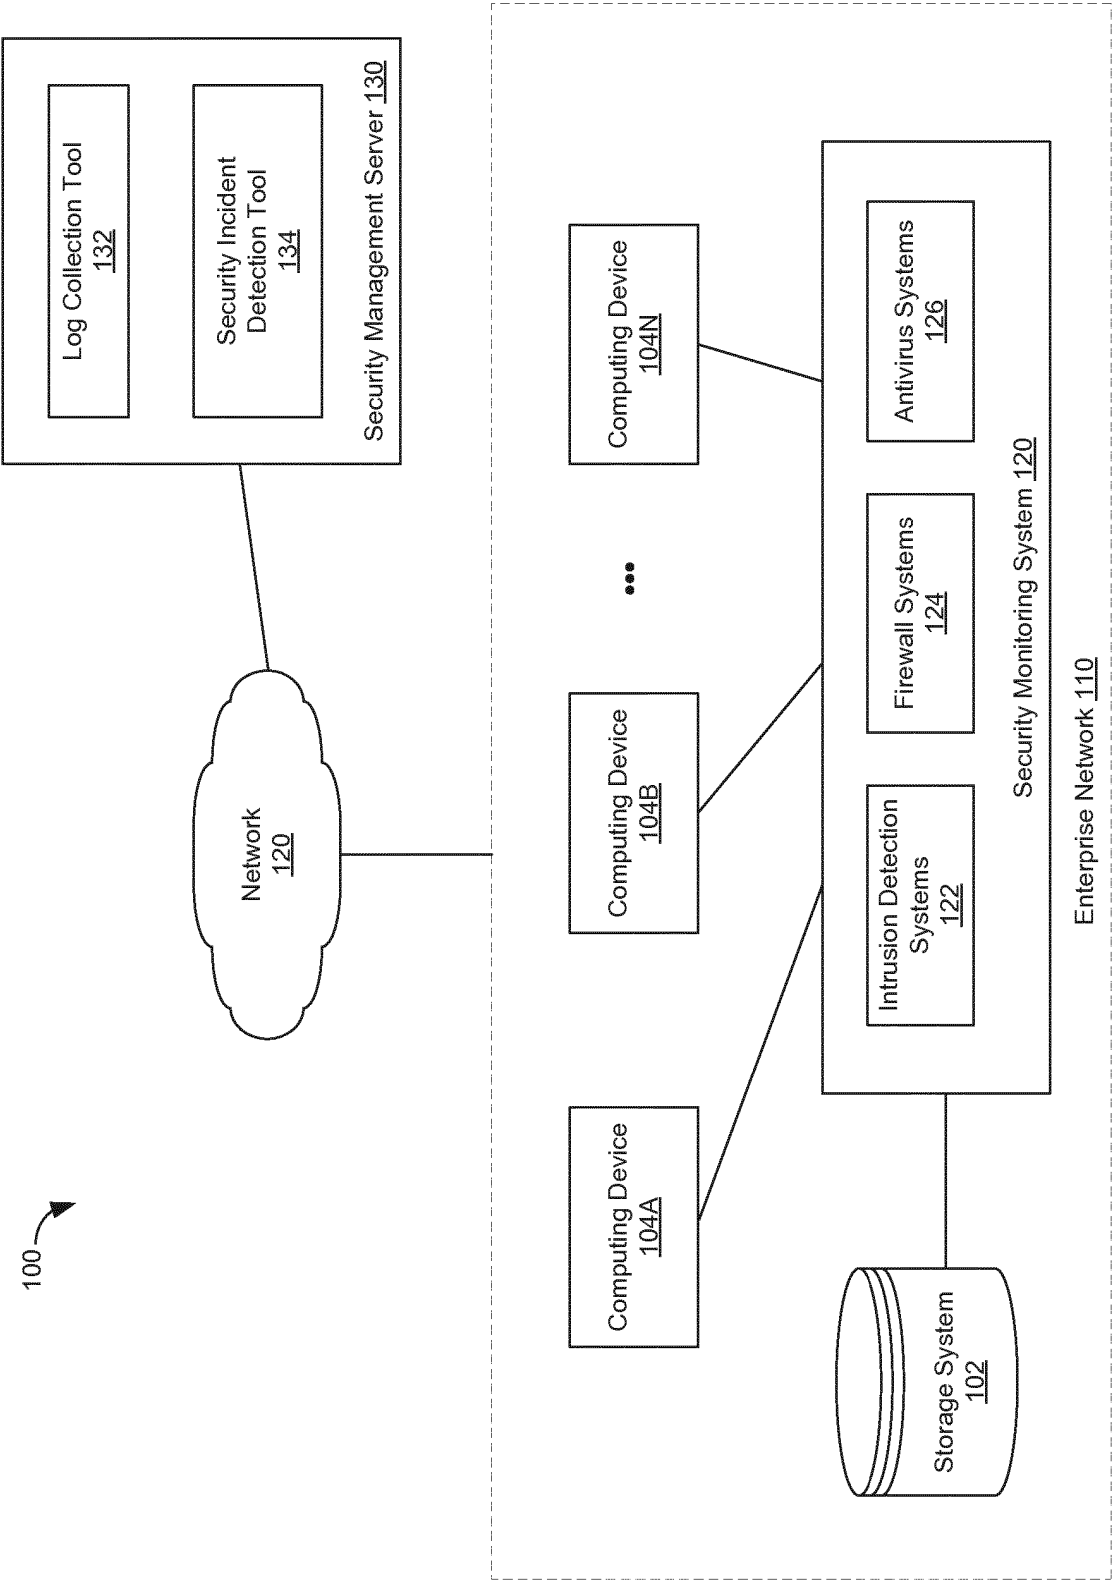 100
Log Collection Tool
132
Security Incident
Detection Tool
134
Security Management Server 130
Network
120
Computing Device
104A
Computing Device
104B
•••
Computing Device
104N
Storage System
102
Intrusion Detection
Systems
122
Firewall Systems
124
Antivirus Systems
126
Security Monitoring System 120
Enterprise Network 110